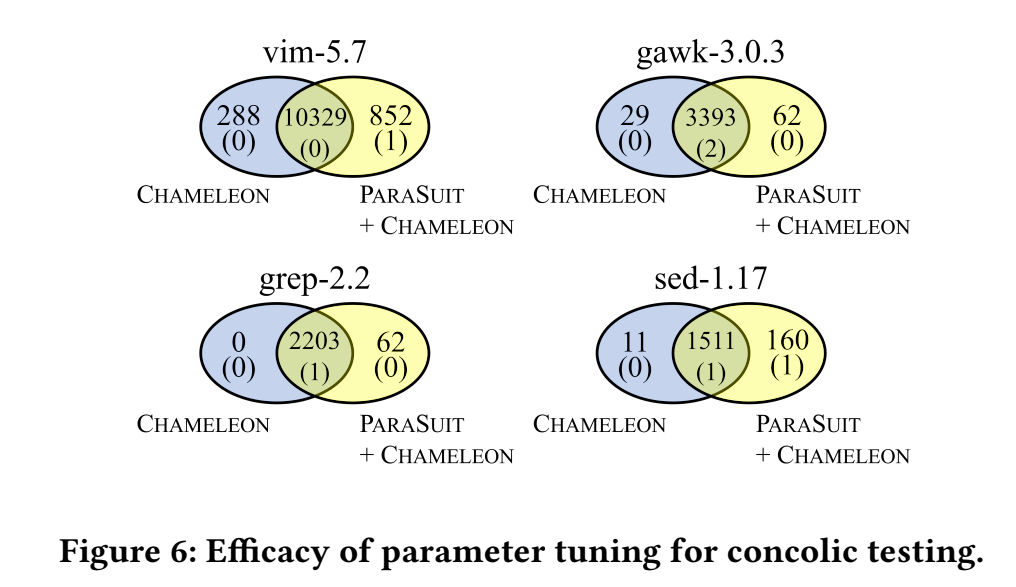 vim-5.7
288 10329 852
(0) (0) (1)
CHAMELEON PARASUIT
+ CHAMELEON
gawk-3.0.3
29 3393 62
(0) (2) (0)
CHAMELEON PARASUIT
+ CHAMELEON
grep-2.2
0 2203 62
(0) (1) (0)
CHAMELEON PARASUIT
+ CHAMELEON
sed-1.17
11 1511 160
(0) (1) (1)
CHAMELEON PARASUIT
+ CHAMELEON
Figure 6: Efficacy of parameter tuning for concolic testing.